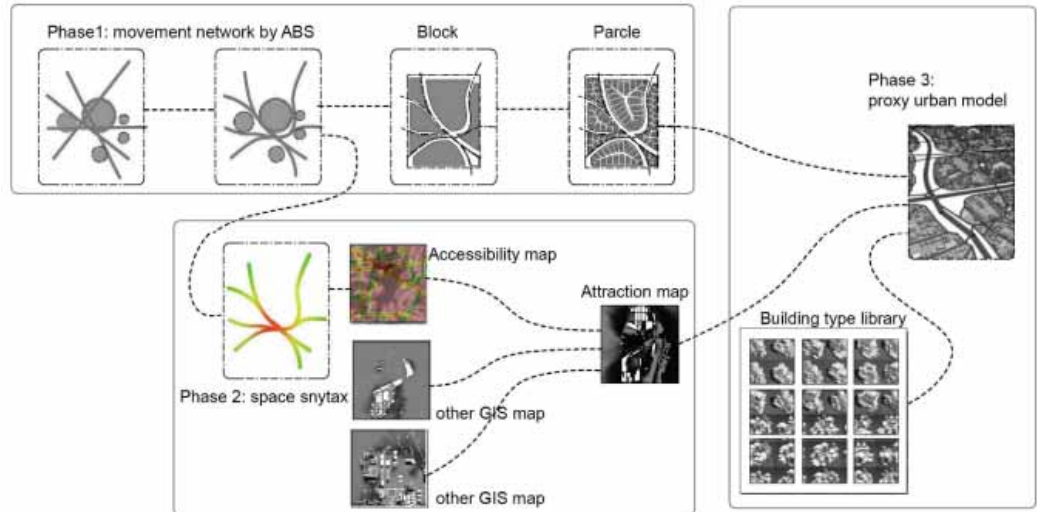 Phase1: movement network by ABS
Block
Parcle
Phase 3:
proxy urban model
Accessibility map
Attraction map
Building type library
Phase 2: space snytax
other GIS map
other GIS map